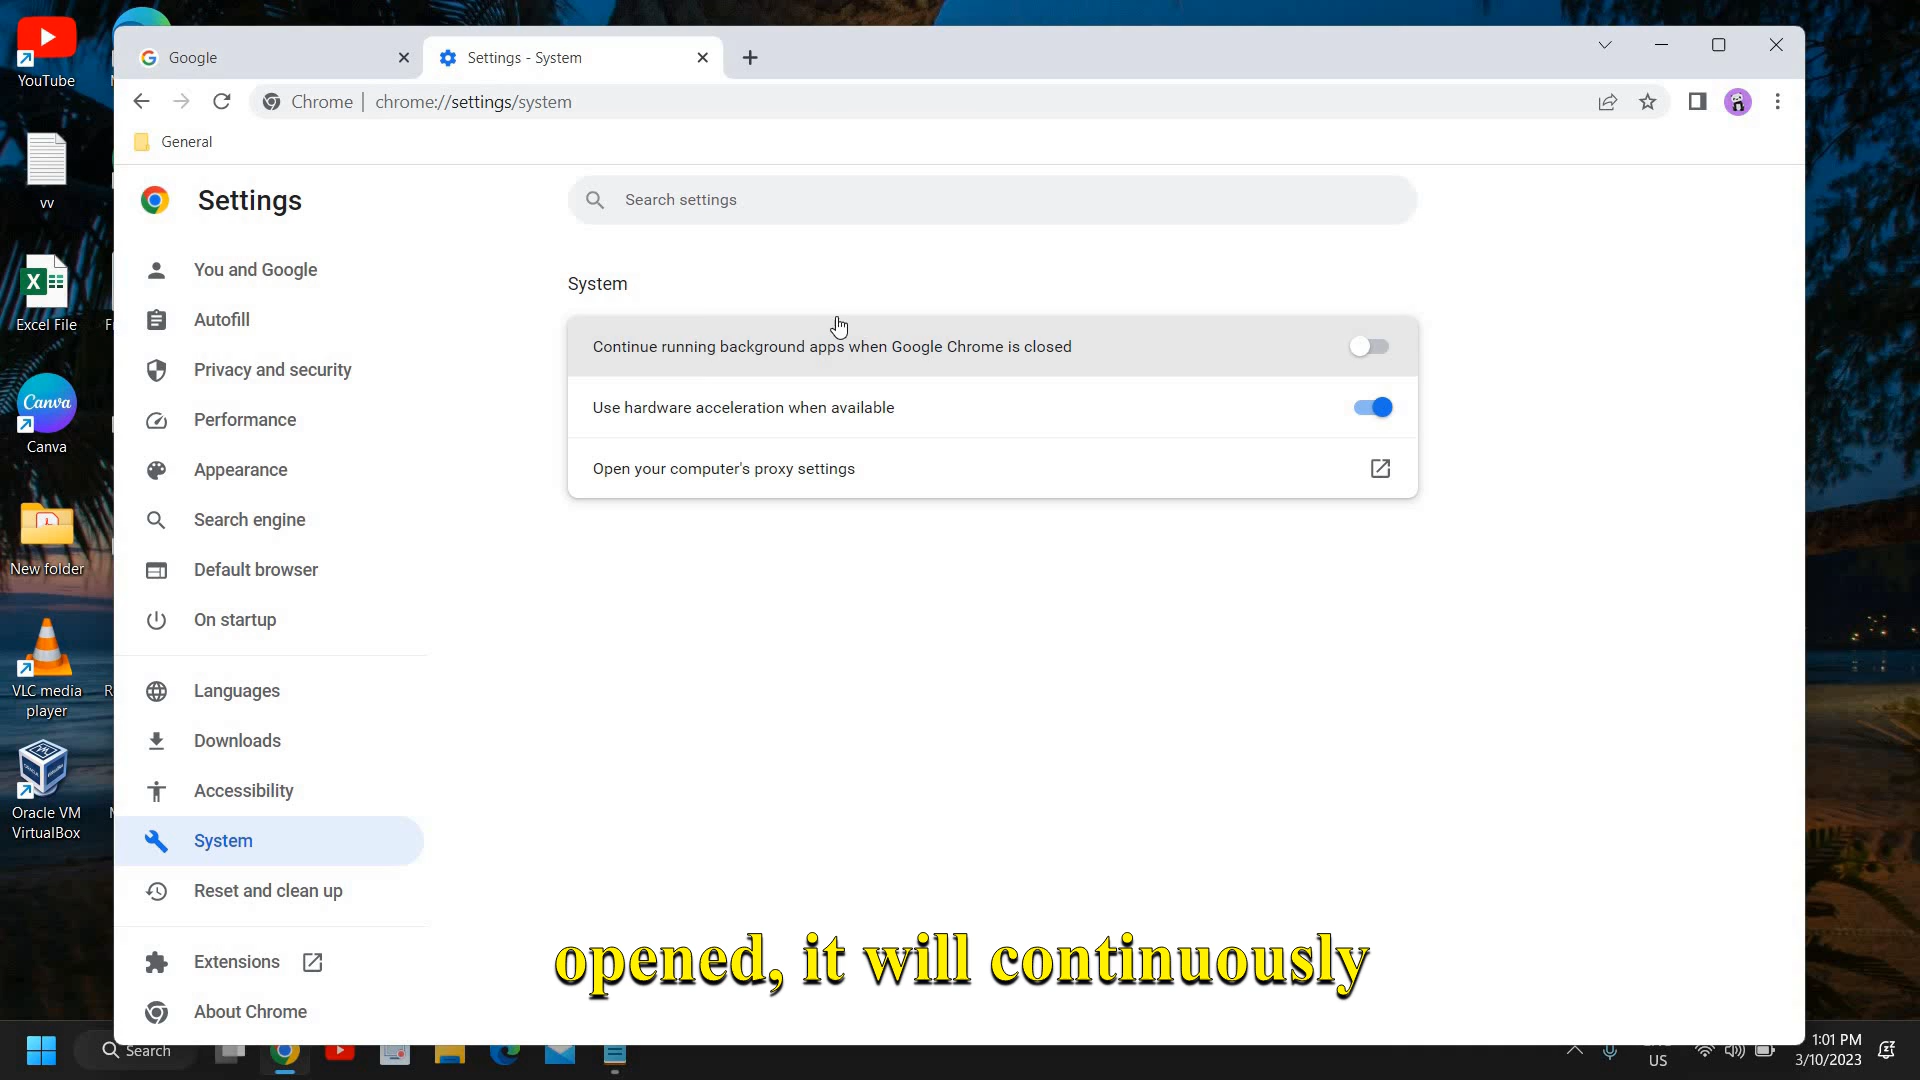 YouTube
vv
Excel File
Canva
Canva
New folder
VLC media
player
Oracle VM
VirtualBox
Google
Settings - System
Chrome
chrome://settings/system
General
Settings
Search settings
You and Google
Autofill
Privacy and security
Performance
Appearance
Search engine
Default browser
On startup
Languages
Downloads
Accessibility
System
Reset and clean up
Extensions
About Chrome
System
Continue running background apps when Google Chrome is closed
Use hardware acceleration when available
Open your computer's proxy settings
opened, it will continuously
Search
US
1:01 PM
3/10/2023